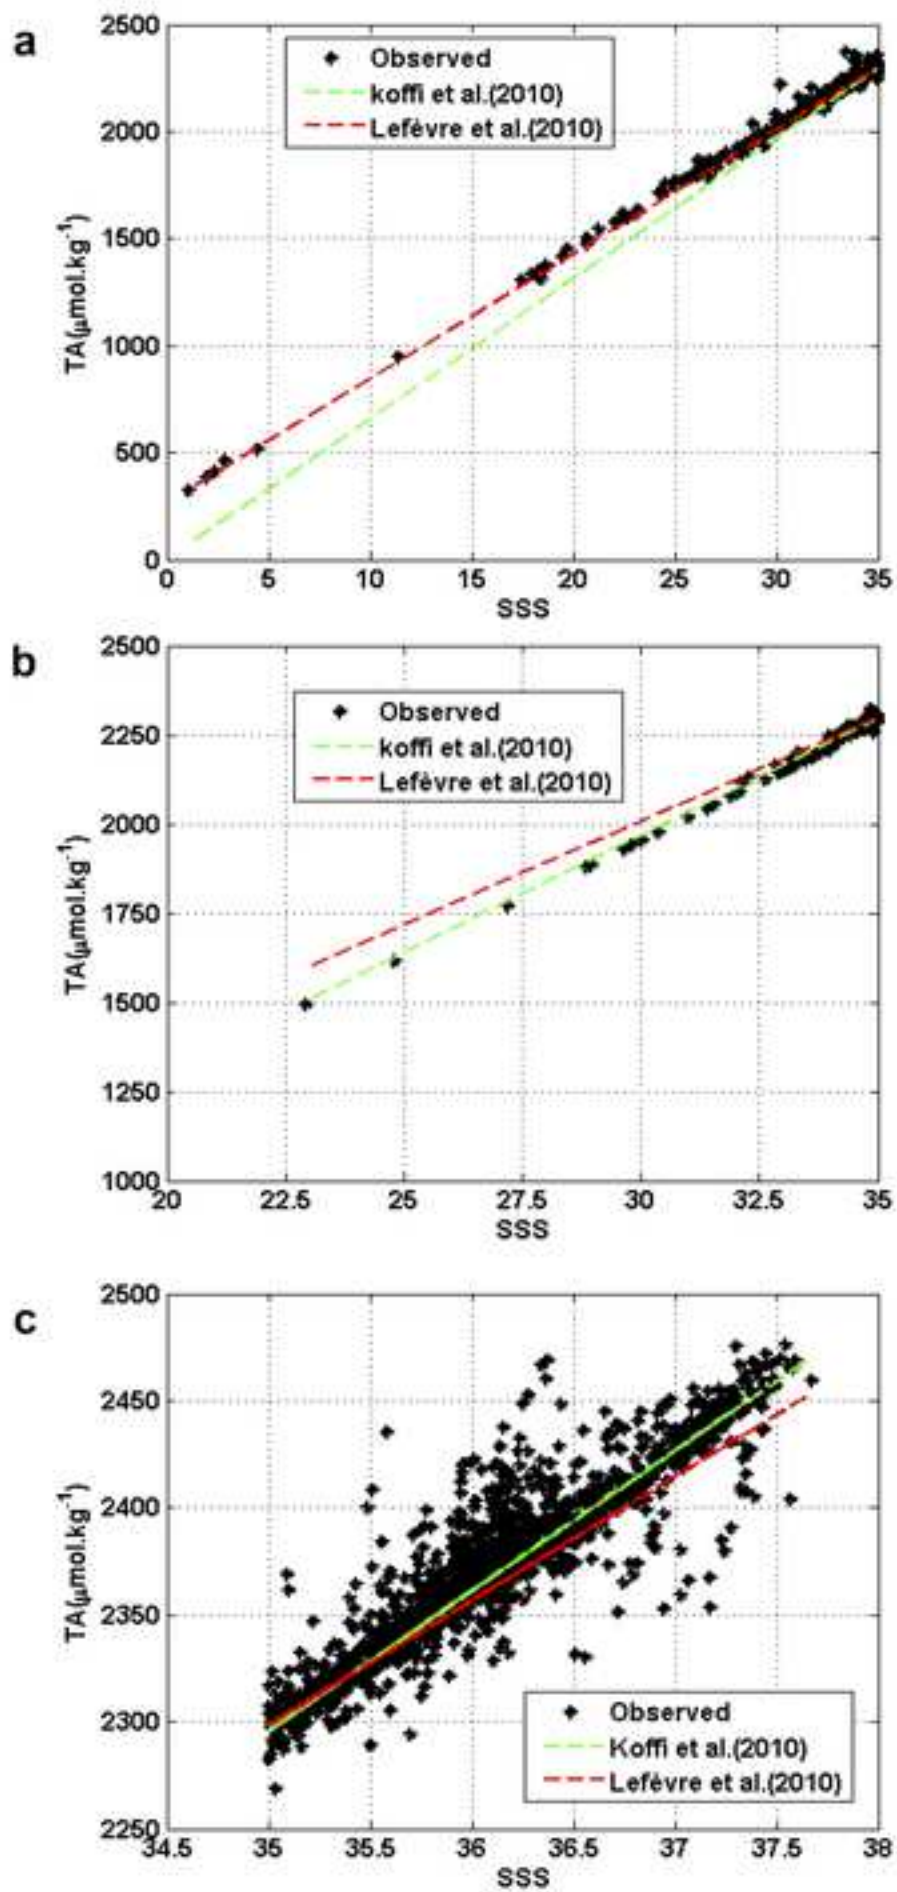 a
2500
2000
1500
1000
500
0
TA(µmol.kg-1)
Observed
koffi et al.(2010)
Lefèvre et al.(2010)
0 5 10 15 20 25 30 35
SSS
b
2500
2250
2000
1750
1500
1250
1000
TA(µmol.kg-1)
Observed
koffi et al.(2010)
Lefèvre et al.(2010)
20 22.5 25 27.5 30 32.5 35
SSS
c
2500
2450
2400
2350
2300
2250
TA(µmol.kg-1)
Observed
Koffi et al.(2010)
Lefèvre et al.(2010)
34.5 35 35.5 36 36.5 37 37.5 38
SSS